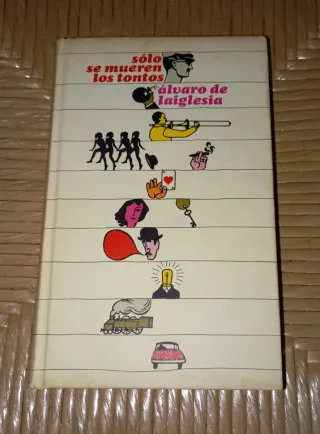 sólo
se mueren
los tontos
álvaro de
laiglesia